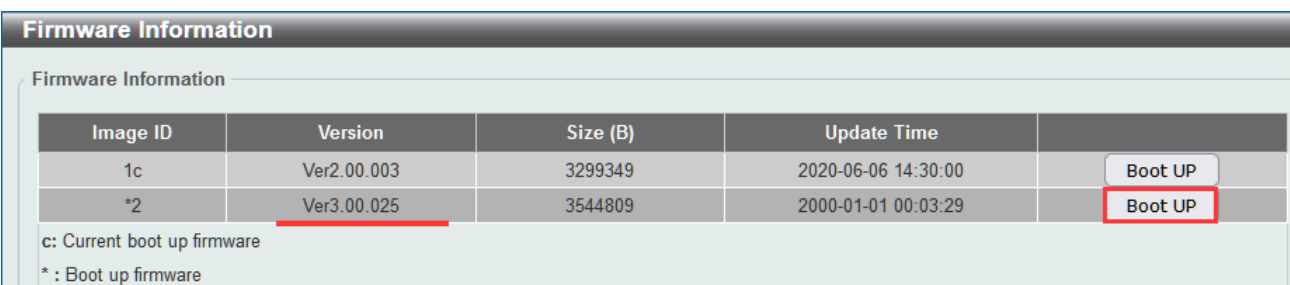 Firmware Information
Firmware Information
Image ID Version Size (B) Update Time
1c Ver2.00.003 3299349 2020-06-06 14:30:00 Boot UP
*2 Ver3.00.025 3544809 2000-01-01 00:03:29 Boot UP
c: Current boot up firmware
* : Boot up firmware